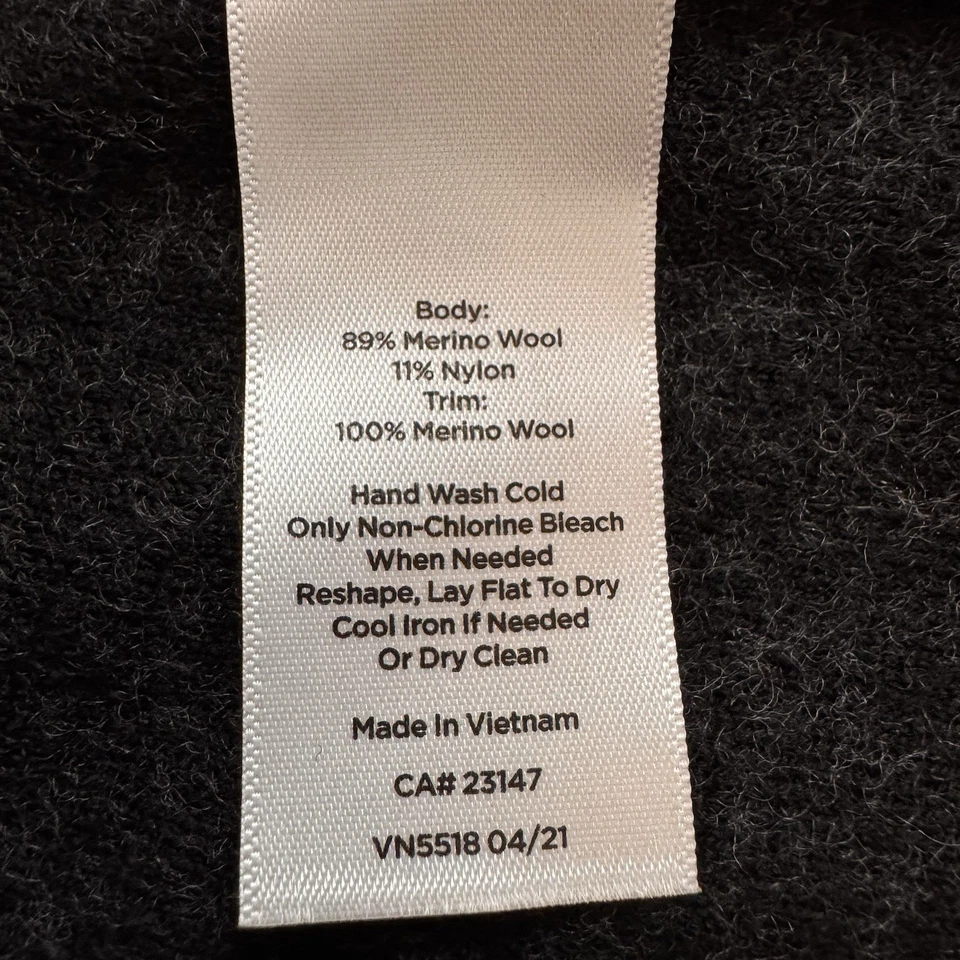 Body:
89% Merino Wool
11% Nylon
Trim:
100% Merino Wool
Hand Wash Cold
Only Non-Chlorine Bleach
When Needed
Reshape, Lay Flat To Dry
Cool Iron If Needed
Or Dry Clean
Made In Vietnam
CA# 23147
VN5518 04/21